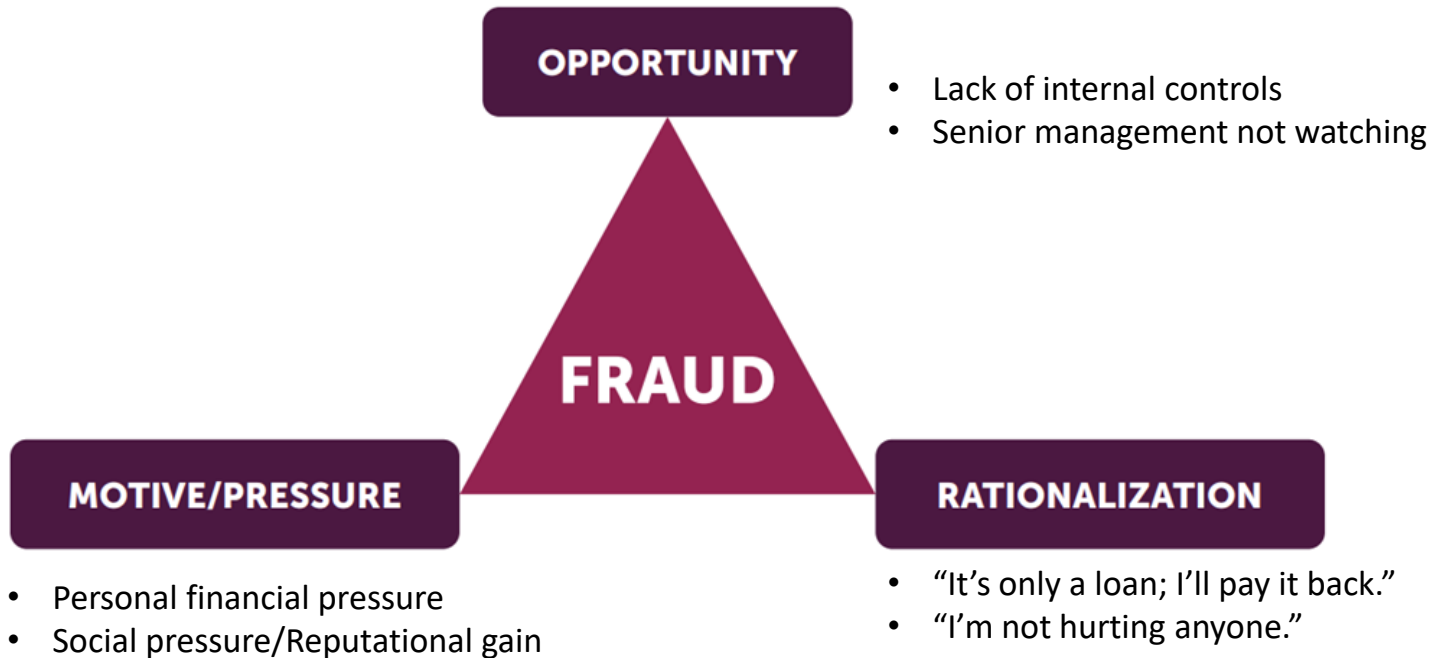 OPPORTUNITY
• Lack of internal controls
• Senior management not watching
FRAUD
MOTIVE/PRESSURE
• Personal financial pressure
• Social pressure/Reputational gain
RATIONALIZATION
• “It’s only a loan; I’ll pay it back.”
• “I’m not hurting anyone.”